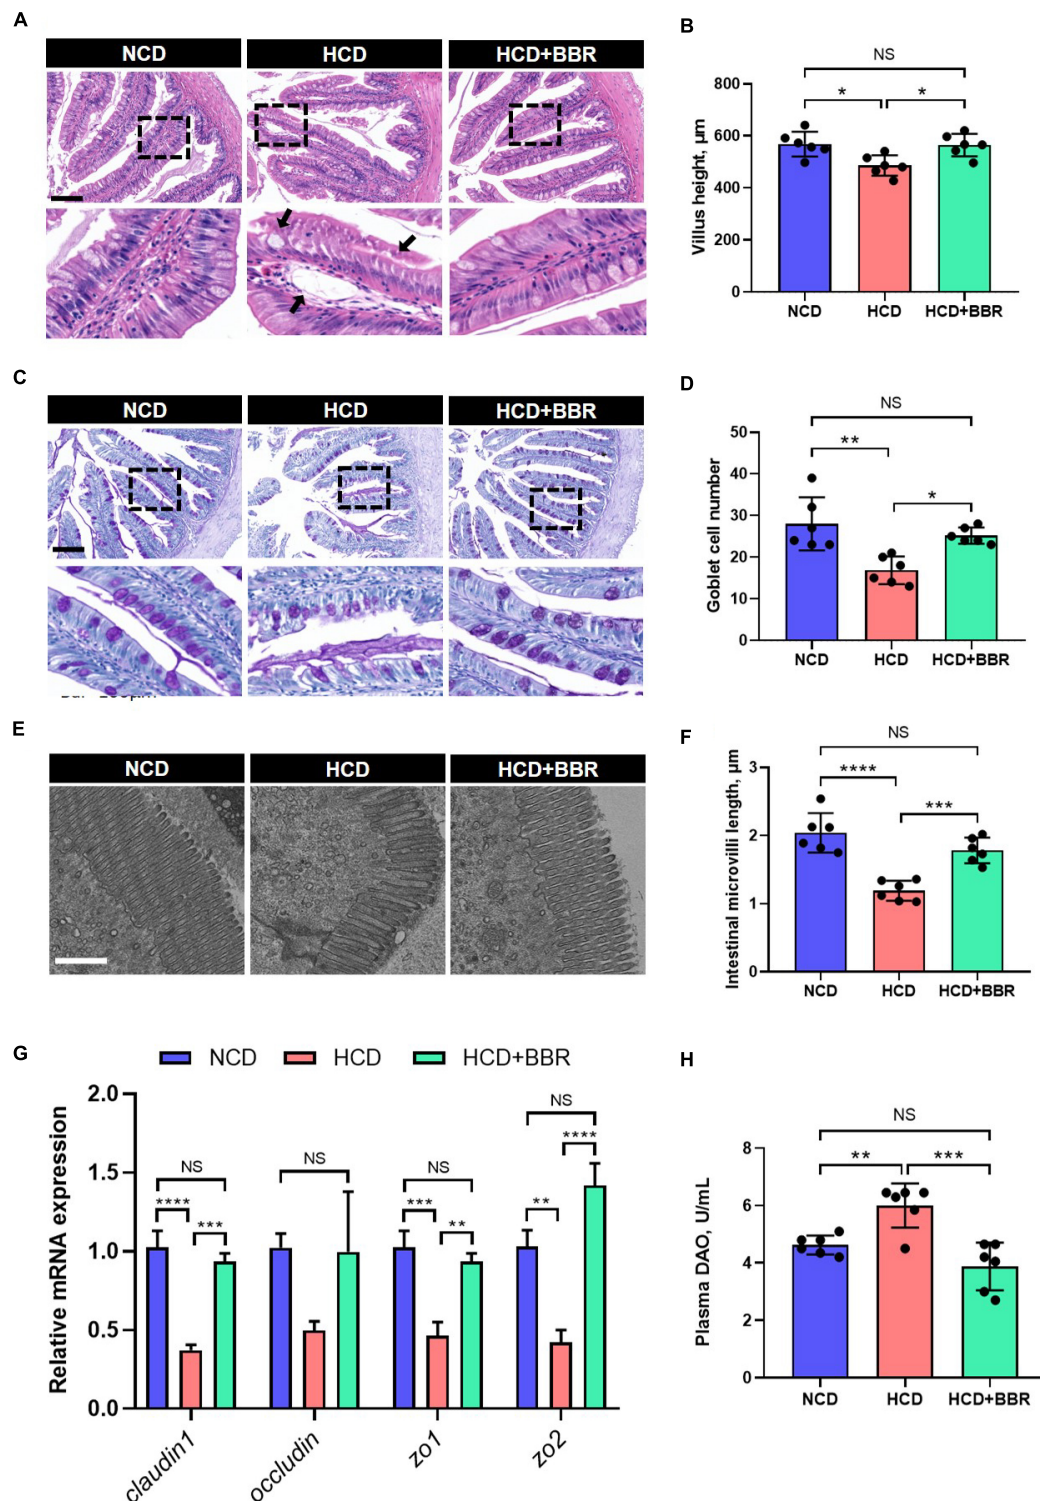 A
NCD HCD HCD+BBR
B
NS
* *
Villus height, μm
800
600
400
200
0
NCD HCD HCD+BBR
C
NCD HCD HCD+BBR
D
NS
**
*
Goblet cell number
50
40
30
20
10
0
NCD HCD HCD+BBR
E
NCD HCD HCD+BBR
F
NS
****
***
Intestinal microvilli length, μm
3
2
1
0
NCD HCD HCD+BBR
G
NCD HCD HCD+BBR
Relative mRNA expression
2.0
1.5
1.0
0.5
0.0
NS
****
***
NS
NS
***
**
NS
****
**
claudin1 occludin zo1 zo2
H
NS
** ***
Plasma DAO, U/mL
8
6
4
2
0
NCD HCD HCD+BBR